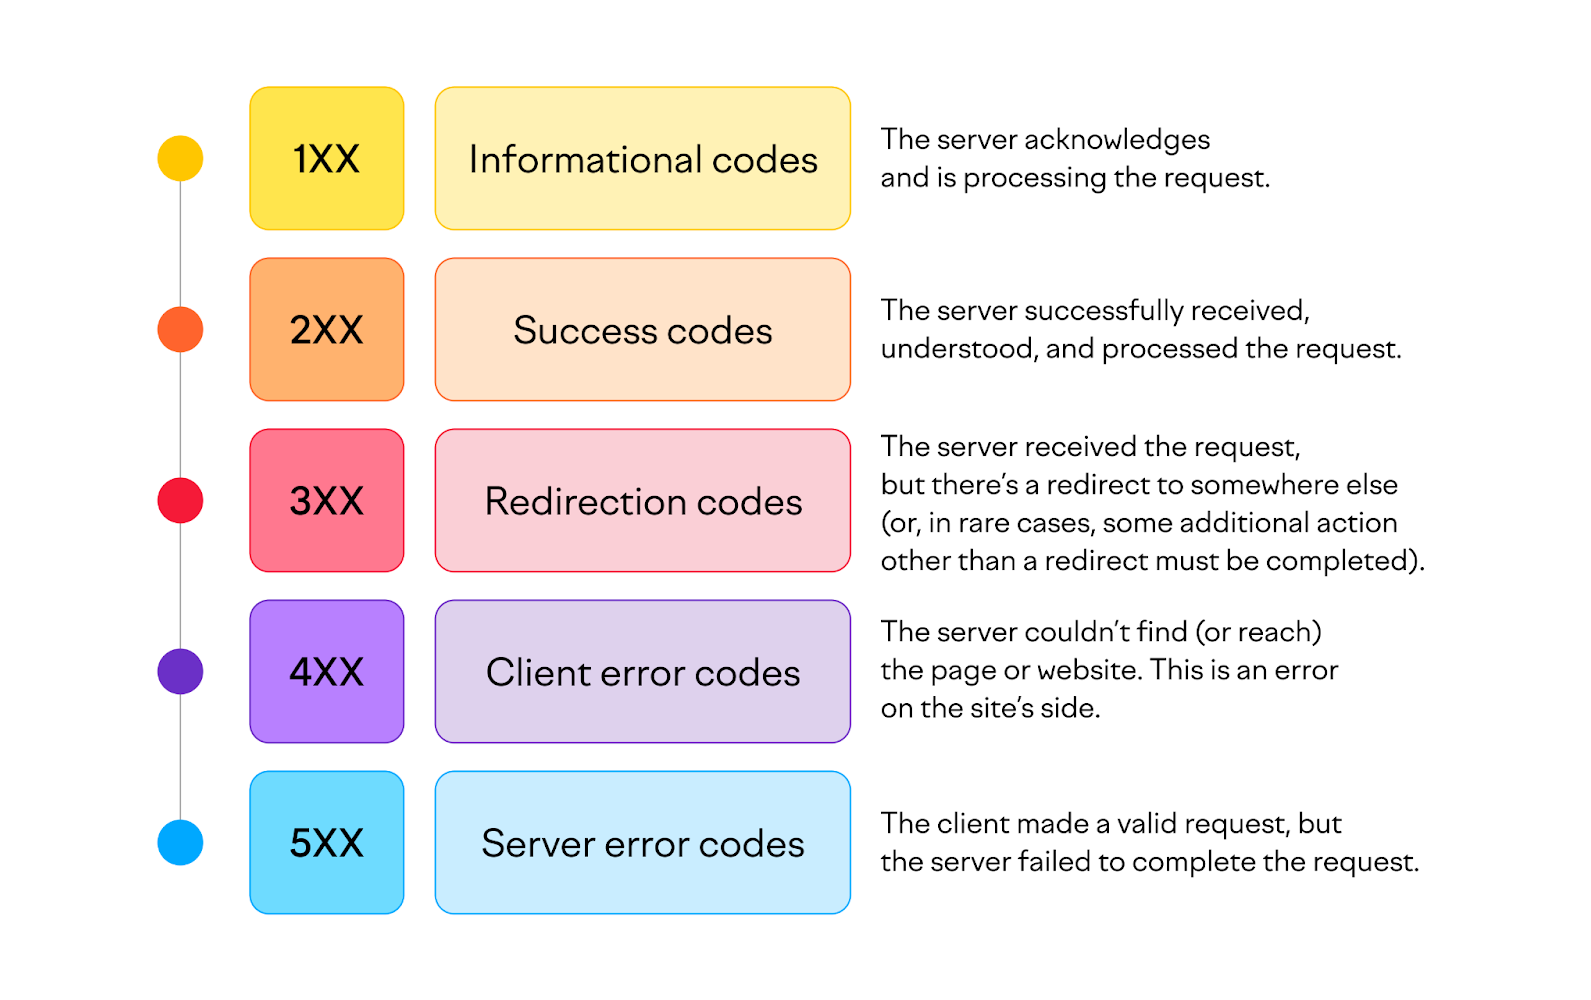 1XX
Informational codes
The server acknowledges
and is processing the request.
2XX
Success codes
The server successfully received,
understood, and processed the request.
3XX
Redirection codes
The server received the request,
but there’s a redirect to somewhere else
(or, in rare cases, some additional action
other than a redirect must be completed).
4XX
Client error codes
The server couldn’t find (or reach)
the page or website. This is an error
on the site’s side.
5XX
Server error codes
The client made a valid request, but
the server failed to complete the request.